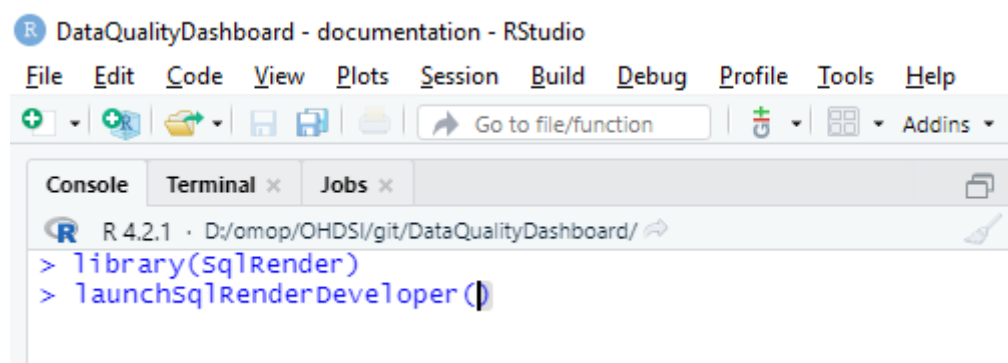 DataQualityDashboard - documentation - RStudio
File Edit Code View Plots Session Build Debug Profile Tools Help
Go to file/function Addins
Console Terminal Jobs
R 4.2.1 · D:/omop/OHDSI/git/DataQualityDashboard/
> library(SqlRender)
> launchSqlRenderDeveloper()